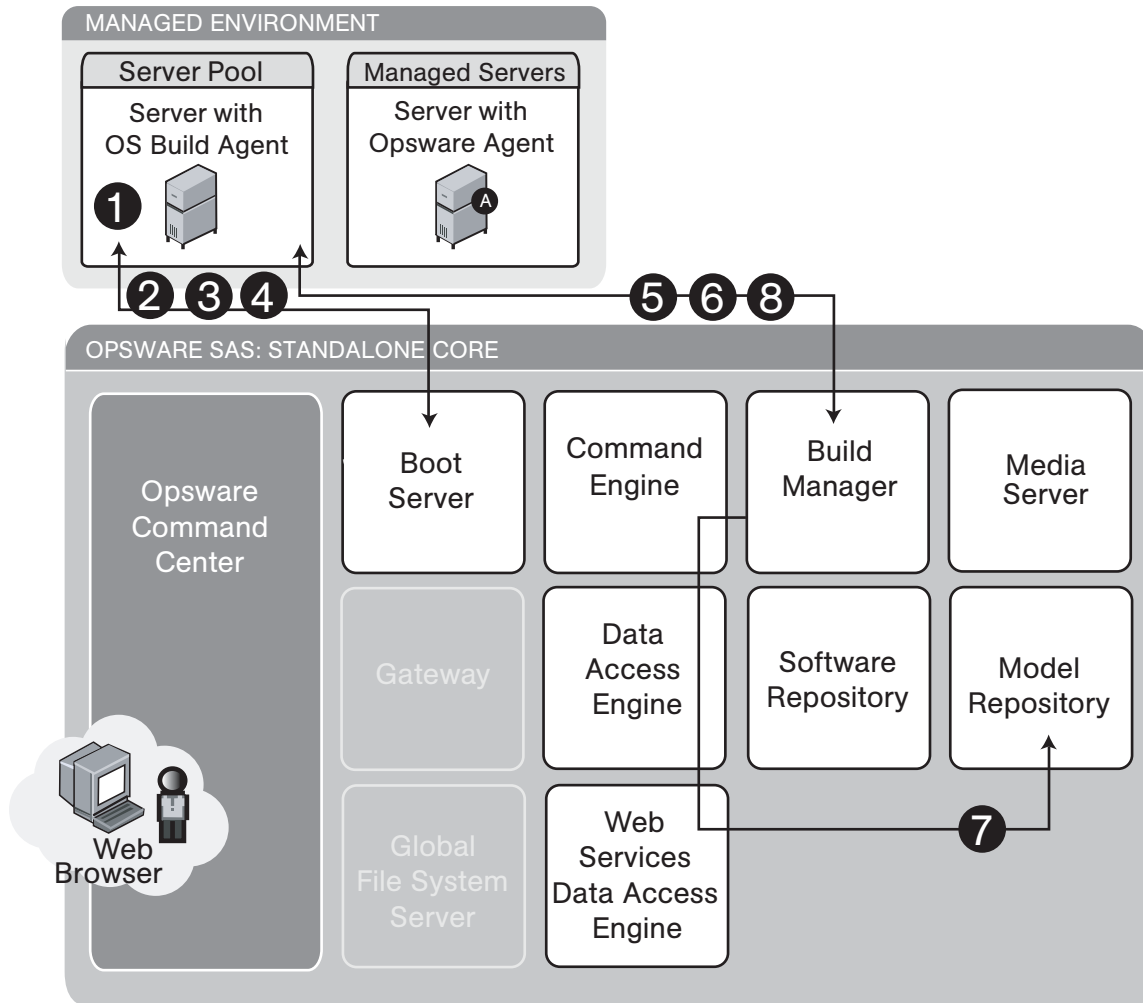 MANAGED ENVIRONMENT
Server Pool
Server with
OS Build Agent
1
Managed Servers
Server with
Opsware Agent
A
2 3 4
5 6 8
OPSWARE SAS: STANDALONE CORE
Opsware
Command
Center
Boot
Server
Command
Engine
Build
Manager
Media
Server
Gateway
Data
Access
Engine
Software
Repository
Model
Repository
Web
Browser
Global
File System
Server
Web
Services
Data Access
Engine
7